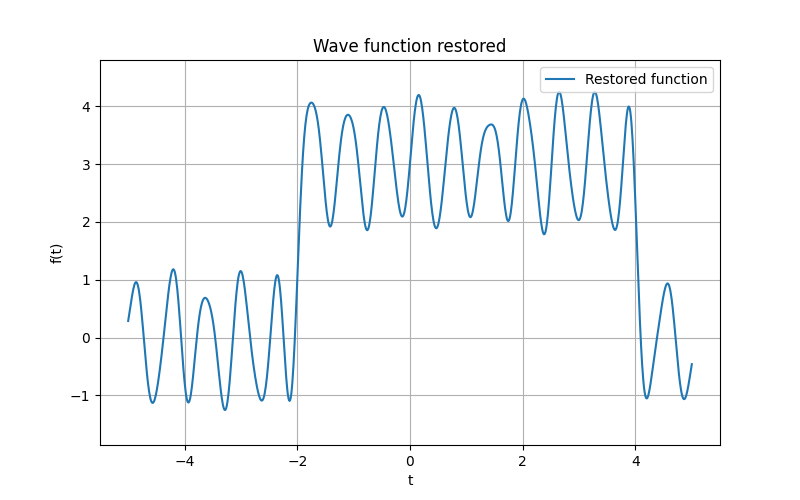 Wave function restored
Restored function
f(t)
4
3
2
1
0
−1
−4
−2
0
2
4
t